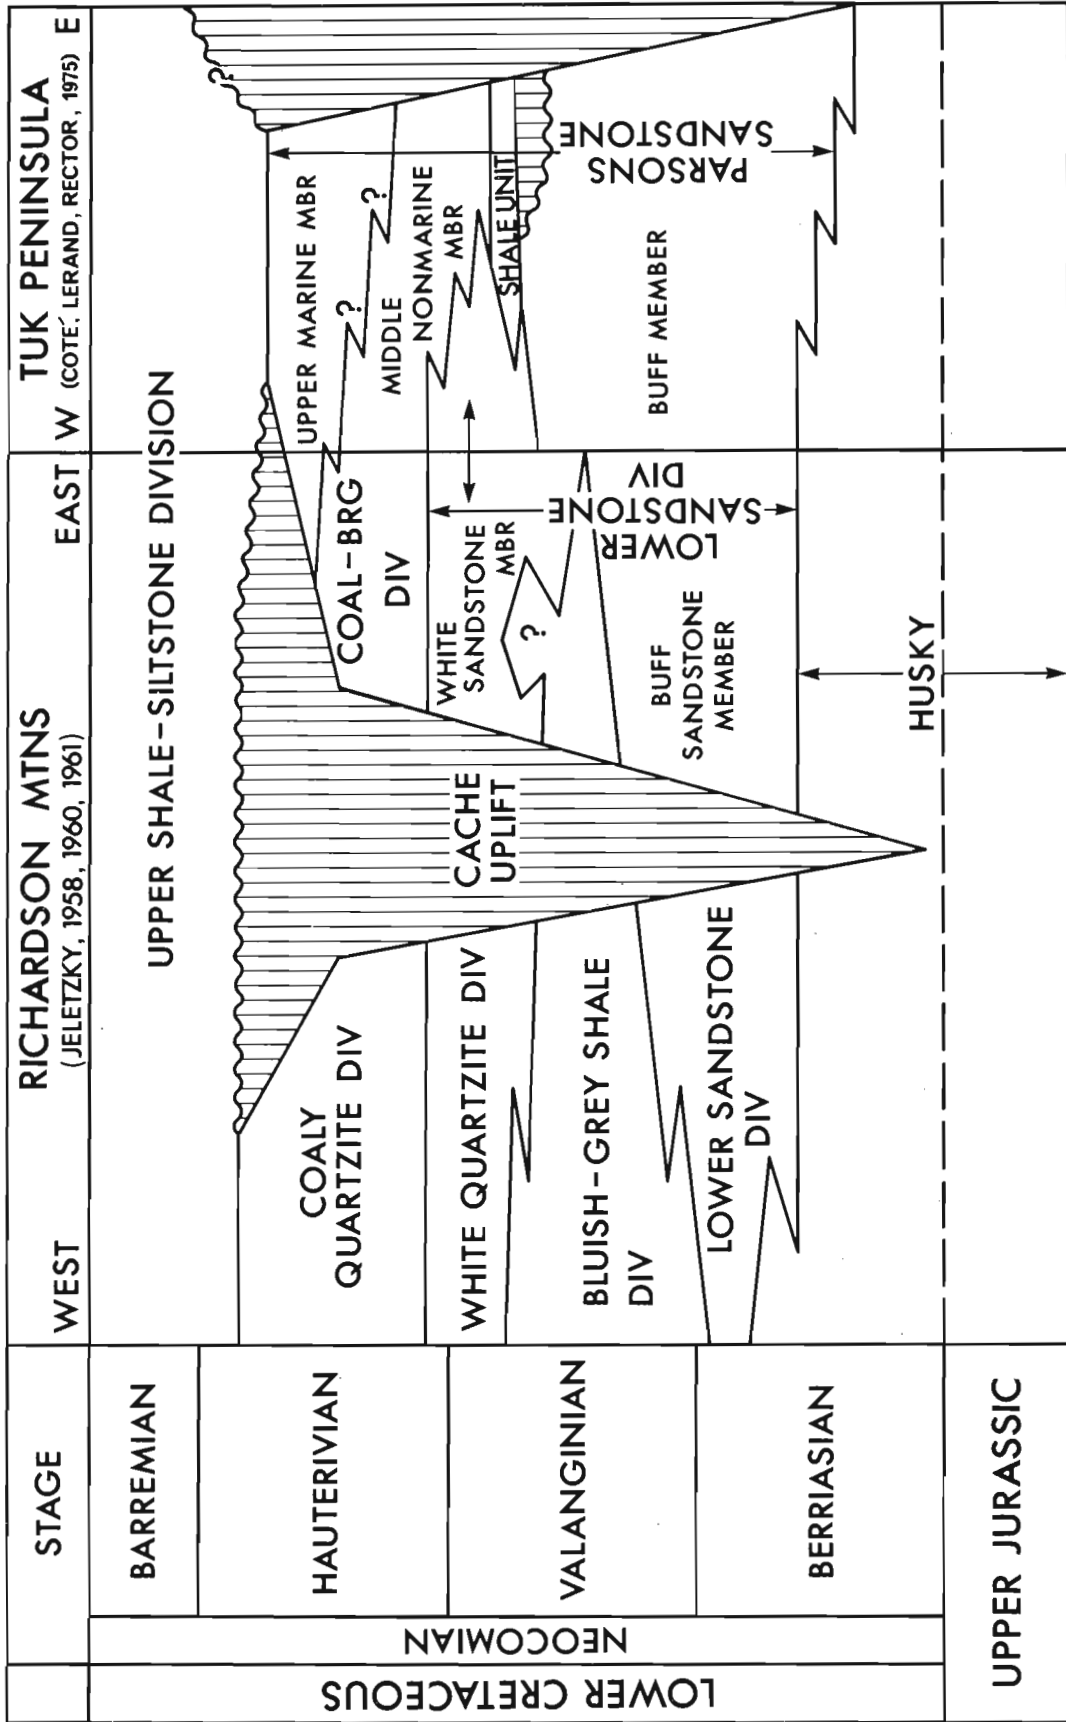 STAGE
RICHARDSON MTNS
(JELETZKY, 1958, 1960, 1961)
WEST
EAST
TUK PENINSULA
W (COTÉ, LERAND, RECTOR, 1975) E
LOWER CRETACEOUS
NEOCOMIAN
BARREMIAN
HAUTERIVIAN
VALANGINIAN
BERRIASIAN
UPPER JURASSIC
UPPER SHALE-SILTSTONE DIVISION
COALY
QUARTZITE DIV
WHITE QUARTZITE DIV
BLUISH-GREY SHALE
DIV
LOWER SANDSTONE
DIV
CACHE
UPLIFT
COAL-BRG
DIV
WHITE
SANDSTONE
MBR
?
BUFF
SANDSTONE
MEMBER
LOWER
SANDSTONE
DIV
HUSKY
?
UPPER MARINE MBR
?
?
MIDDLE
NONMARINE
MBR
SHALE UNIT
BUFF MEMBER
PARSONS
SANDSTONE